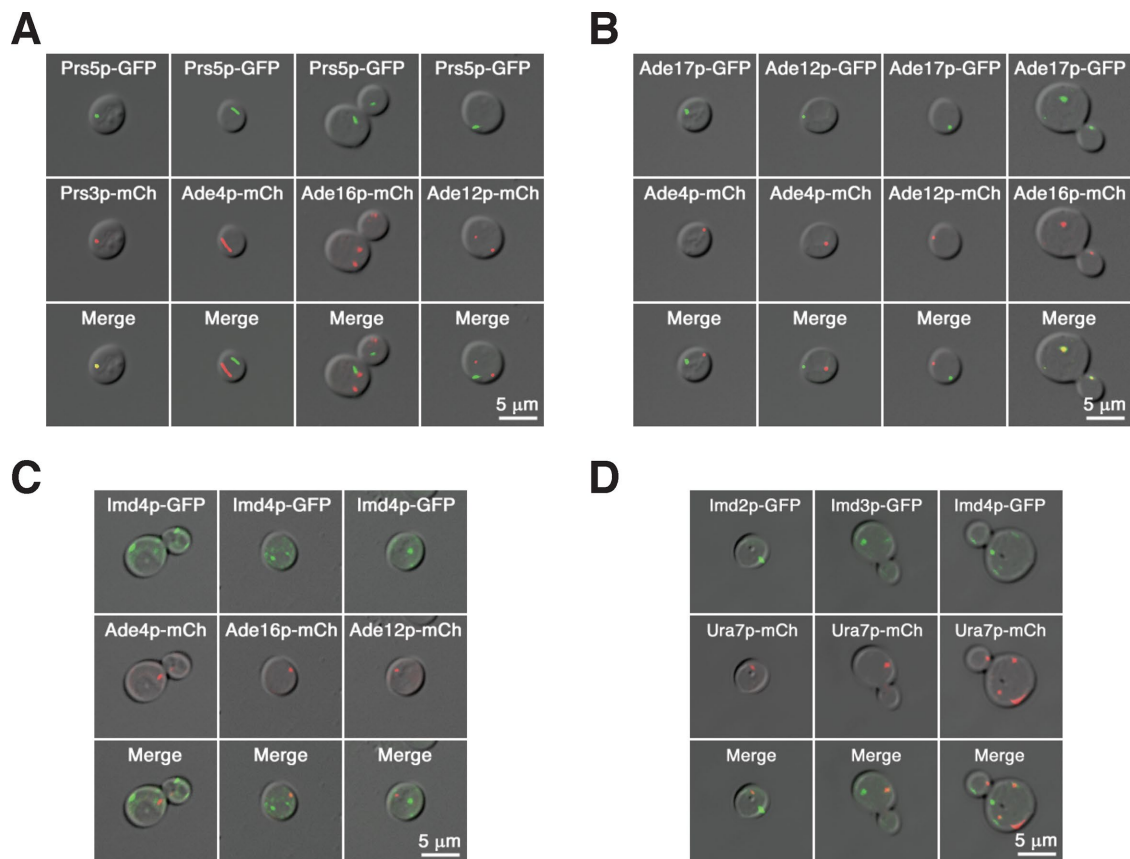 A
B
Prs5p-GFP Prs5p-GFP Prs5p-GFP Prs5p-GFP
Prs3p-mCh Ade4p-mCh Ade16p-mCh Ade12p-mCh
Merge Merge Merge Merge
5 μm
Ade17p-GFP Ade12p-GFP Ade17p-GFP Ade17p-GFP
Ade4p-mCh Ade4p-mCh Ade12p-mCh Ade16p-mCh
Merge Merge Merge Merge
5 μm
C
D
Imd4p-GFP Imd4p-GFP Imd4p-GFP
Ade4p-mCh Ade16p-mCh Ade12p-mCh
Merge Merge Merge
5 μm
Imd2p-GFP Imd3p-GFP Imd4p-GFP
Ura7p-mCh Ura7p-mCh Ura7p-mCh
Merge Merge Merge
5 μm